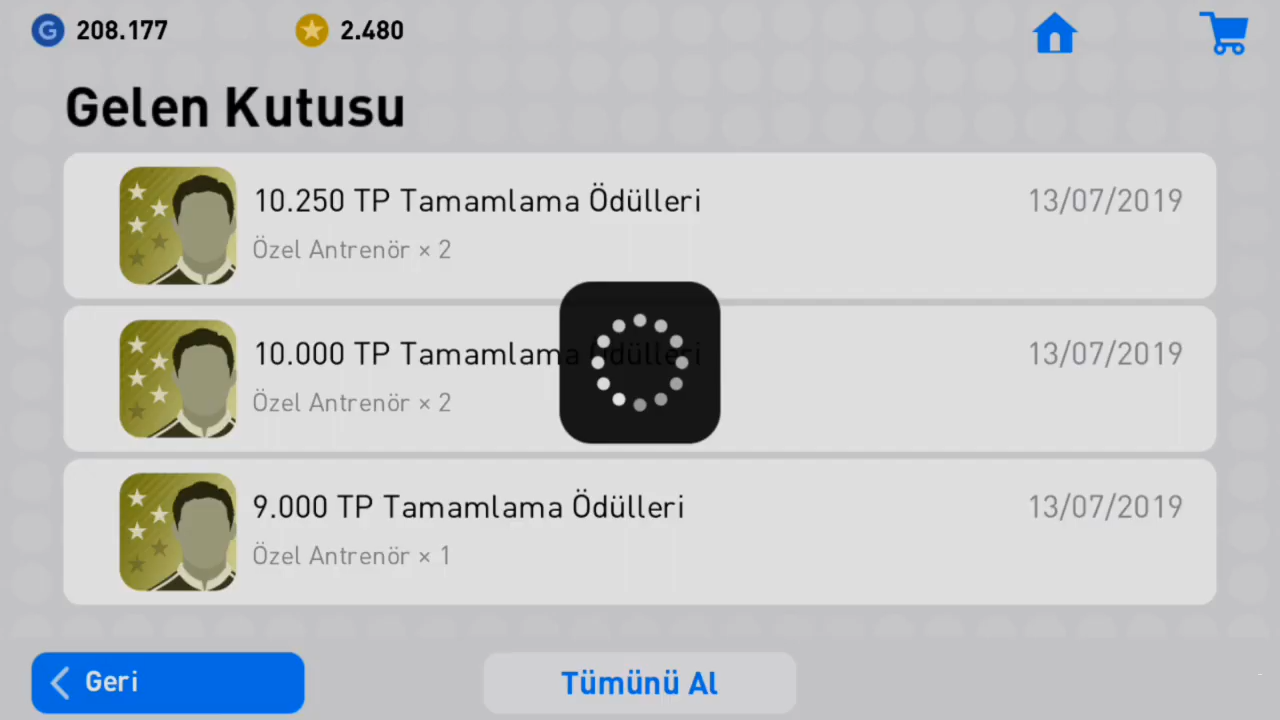 G 208.177 2.480
Gelen Kutusu
10.250 TP Tamamlama Ödülleri 13/07/2019
Özel Antrenör × 2
10.000 TP Tamamlama Ödülleri 13/07/2019
Özel Antrenör × 2
9.000 TP Tamamlama Ödülleri 13/07/2019
Özel Antrenör × 1
Geri Tümünü Al